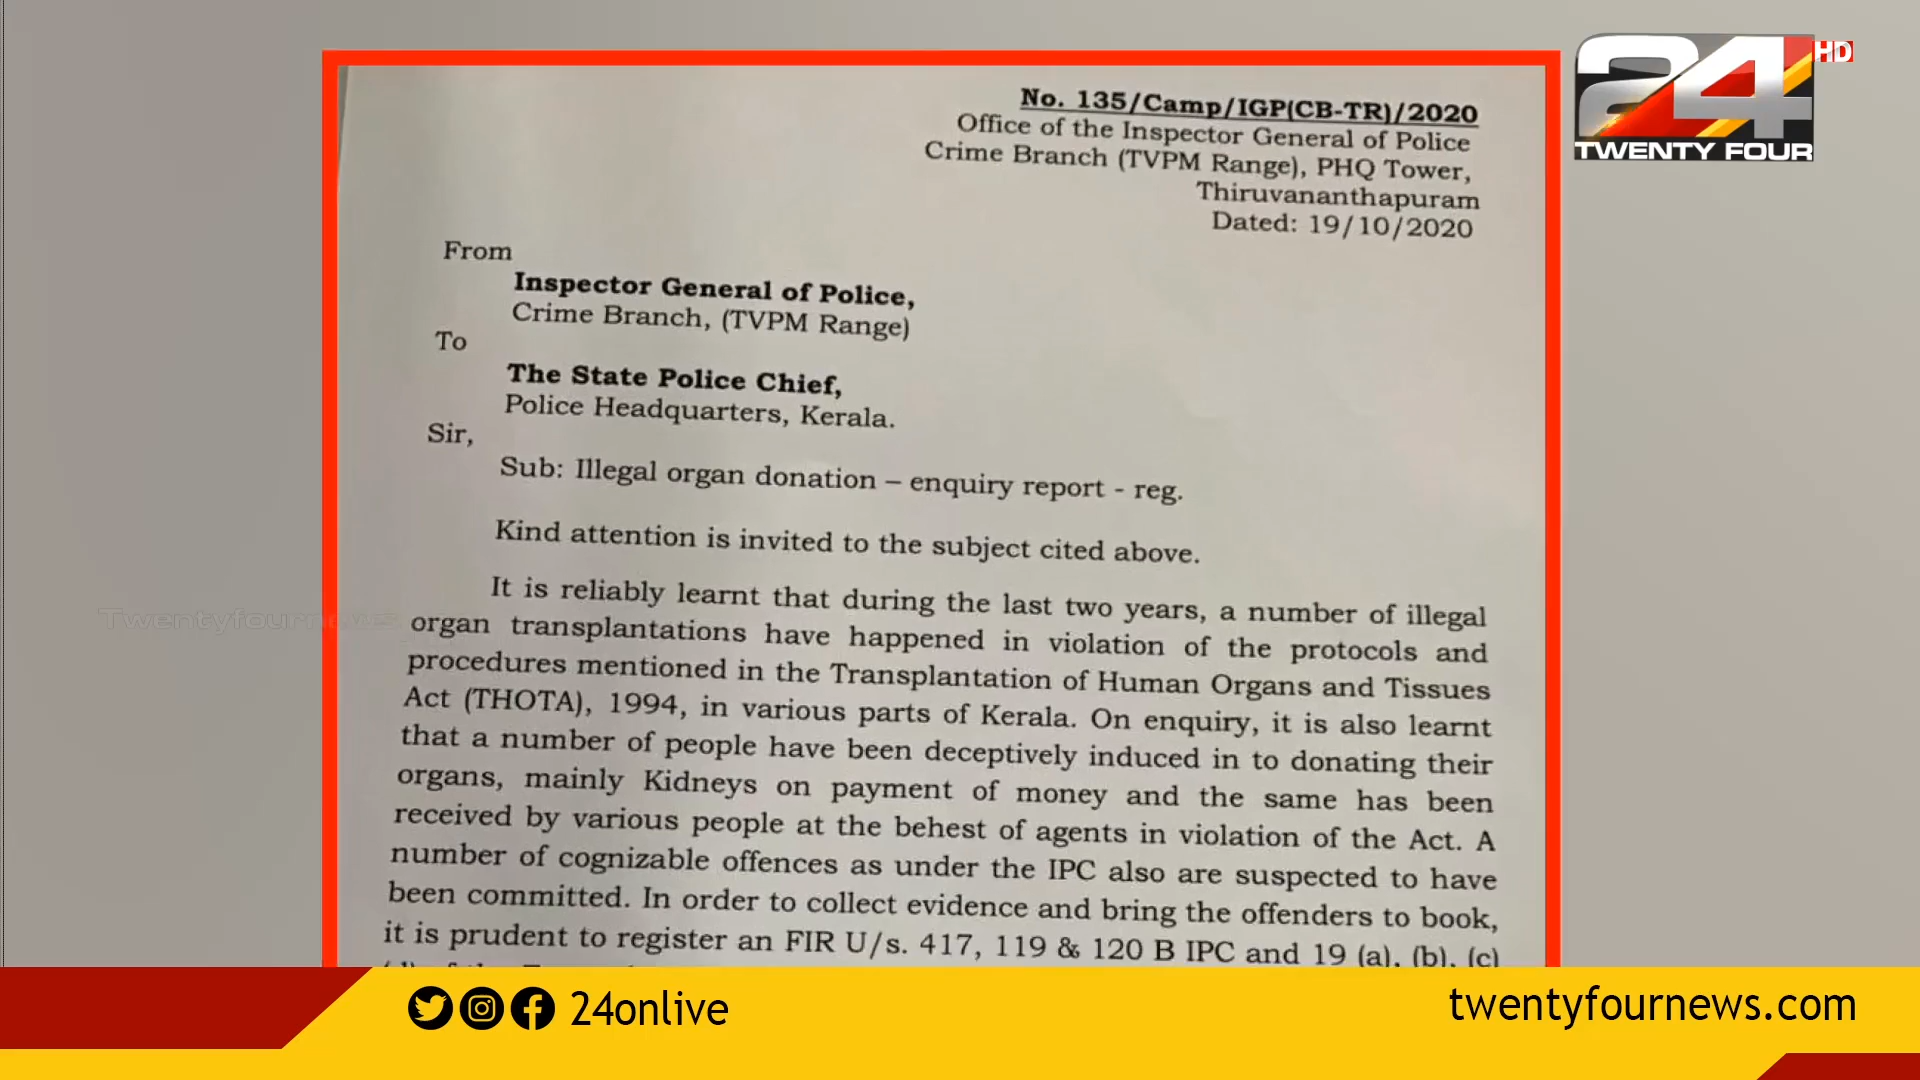 24 HD
TWENTY FOUR
No. 135/Camp/IGP(CB-TR)/2020
Office of the Inspector General of Police
Crime Branch (TVPM Range), PHQ Tower,
Thiruvananthapuram
Dated: 19/10/2020
From
Inspector General of Police,
Crime Branch, (TVPM Range)
To
The State Police Chief,
Police Headquarters, Kerala.
Sir,
Sub: Illegal organ donation – enquiry report - reg.
Kind attention is invited to the subject cited above.
It is reliably learnt that during the last two years, a number of illegal
organ transplantations have happened in violation of the protocols and
procedures mentioned in the Transplantation of Human Organs and Tissues
Act (THOTA), 1994, in various parts of Kerala. On enquiry, it is also learnt
that a number of people have been deceptively induced in to donating their
organs, mainly Kidneys on payment of money and the same has been
received by various people at the behest of agents in violation of the Act. A
number of cognizable offences as under the IPC also are suspected to have
been committed. In order to collect evidence and bring the offenders to book,
it is prudent to register an FIR U/s. 417, 119 & 120 B IPC and 19 (a), (b), (c)
Twentyfournews
24onlive
twentyfournews.com